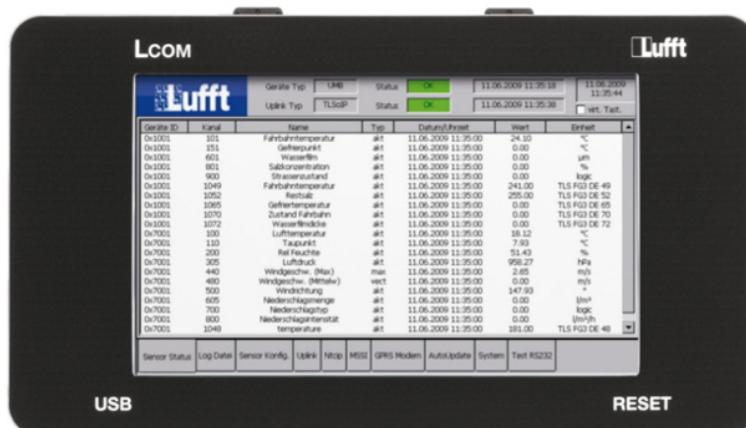 LCOM Lufft
Lufft Geräte Typ UMB Status OK 11.06.2009 11:35:18 11.06.2009
11:35:44
Uplink Typ TLSoIP Status OK 11.06.2009 11:35:38 virt. Tast.
Geräte ID Kanal Name Typ Datum/Uhrzeit Wert Einheit
0x1001 101 Fahrbahntemperatur akt 11.06.2009 11:35:00 24.10 °C
0x1001 151 Gefrierpunkt akt 11.06.2009 11:35:00 0.00 °C
0x1001 601 Wasserfilm akt 11.06.2009 11:35:00 0.00 µm
0x1001 801 Salzkonzentration akt 11.06.2009 11:35:00 0.00 %
0x1001 900 Strassenzustand akt 11.06.2009 11:35:00 0.00 logic
0x1001 1049 Fahrbahntemperatur akt 11.06.2009 11:35:00 241.00 TLS FG3 DE 49
0x1001 1052 Restsalz akt 11.06.2009 11:35:00 255.00 TLS FG3 DE 52
0x1001 1065 Gefriertemperatur akt 11.06.2009 11:35:00 0.00 TLS FG3 DE 65
0x1001 1070 Zustand Fahrbahn akt 11.06.2009 11:35:00 0.00 TLS FG3 DE 70
0x1001 1072 Wasserfilmdicke akt 11.06.2009 11:35:00 0.00 TLS FG3 DE 72
0x7001 100 Lufttemperatur akt 11.06.2009 11:35:00 18.12 °C
0x7001 110 Taupunkt akt 11.06.2009 11:35:00 7.93 °C
0x7001 200 Rel Feuchte akt 11.06.2009 11:35:00 51.43 %
0x7001 305 Luftdruck akt 11.06.2009 11:35:00 958.27 hPa
0x7001 440 Windgeschw. (Max) max 11.06.2009 11:35:00 2.65 m/s
0x7001 480 Windgeschw. (Mittelw) vect 11.06.2009 11:35:00 0.00 m/s
0x7001 500 Windrichtung akt 11.06.2009 11:35:00 147.93 °
0x7001 605 Niederschlagsmenge akt 11.06.2009 11:35:00 0.00 l/m²
0x7001 700 Niederschlagstyp akt 11.06.2009 11:35:00 0.00 logic
0x7001 800 Niederschlagsintensität akt 11.06.2009 11:35:00 0.00 l/m²/h
0x7001 1048 temperature akt 11.06.2009 11:35:00 181.00 TLS FG3 DE 48
Sensor Status Log Datei Sensor Konfig. Uplink Ntcip MSSI GPRS Modem AutoUpdate System Test RS232
USB RESET